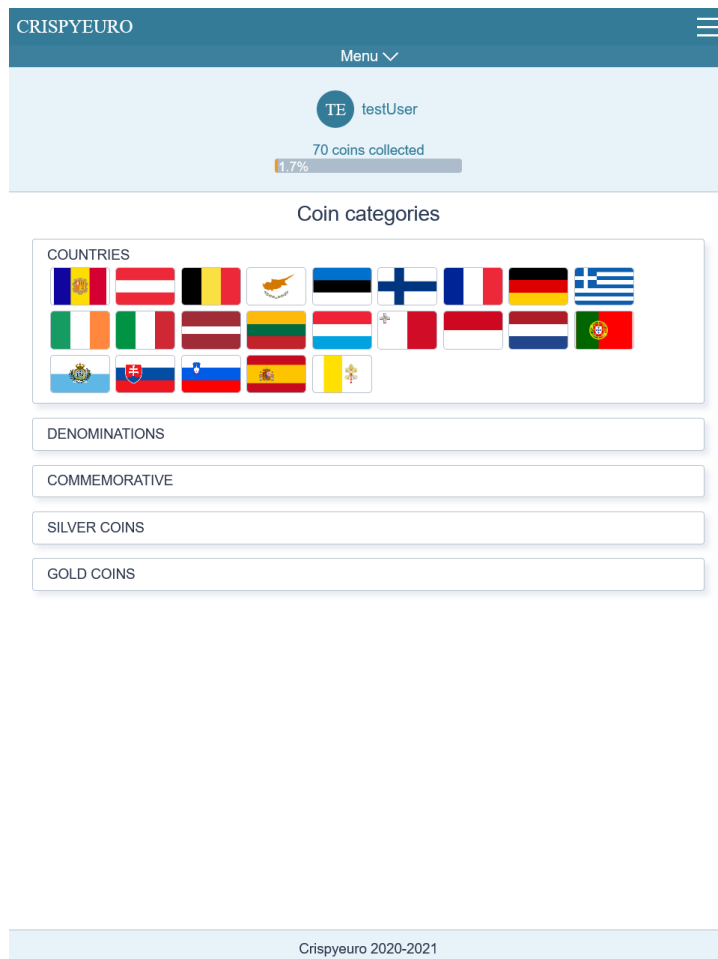 CRISPYEURO
Menu
TE testUser
70 coins collected
1.7%
Coin categories
COUNTRIES
DENOMINATIONS
COMMEMORATIVE
SILVER COINS
GOLD COINS
Crispyeuro 2020-2021